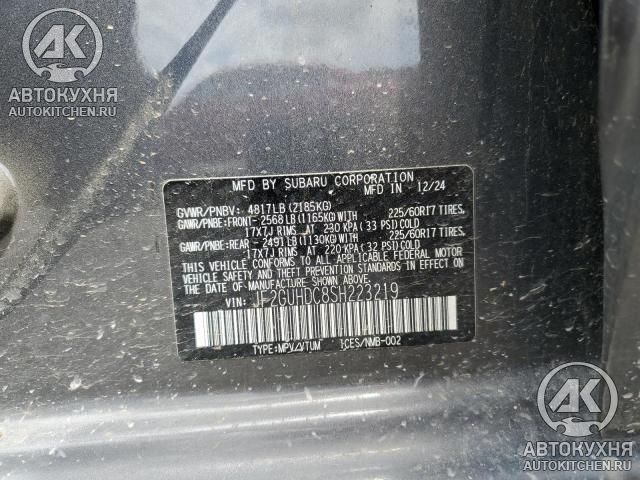 АК
АВТОКУХНЯ
AUTOKITCHEN.RU
MFD BY SUBARU CORPORATION
MFD IN 12/24
GVWR/PNBV: 4817LB (2185KG)
GAWR/PNBE:FRONT- 2568LB (1165KG) WITH 225/60R17 TIRES,
17X7J RIMS AT 230 KPA (33 PSI) COLD
GAWR/PNBE:REAR - 2491LB (1130KG) WITH 225/60R17 TIRES,
17X7J RIMS AT 220 KPA (32 PSI) COLD
THIS VEHICLE CONFORMS TO ALL APPLICABLE FEDERAL MOTOR
VEHICLE SAFETY AND THEFT PREVENTION STANDARDS IN EFFECT ON
THE DATE OF MANUFACTURE SHOWN ABOVE.
VIN: JF2GUHDC8SH223219
TYPE:MPV/VTUM ICES/NMB-002
АК
АВТОКУХНЯ
AUTOKITCHEN.RU